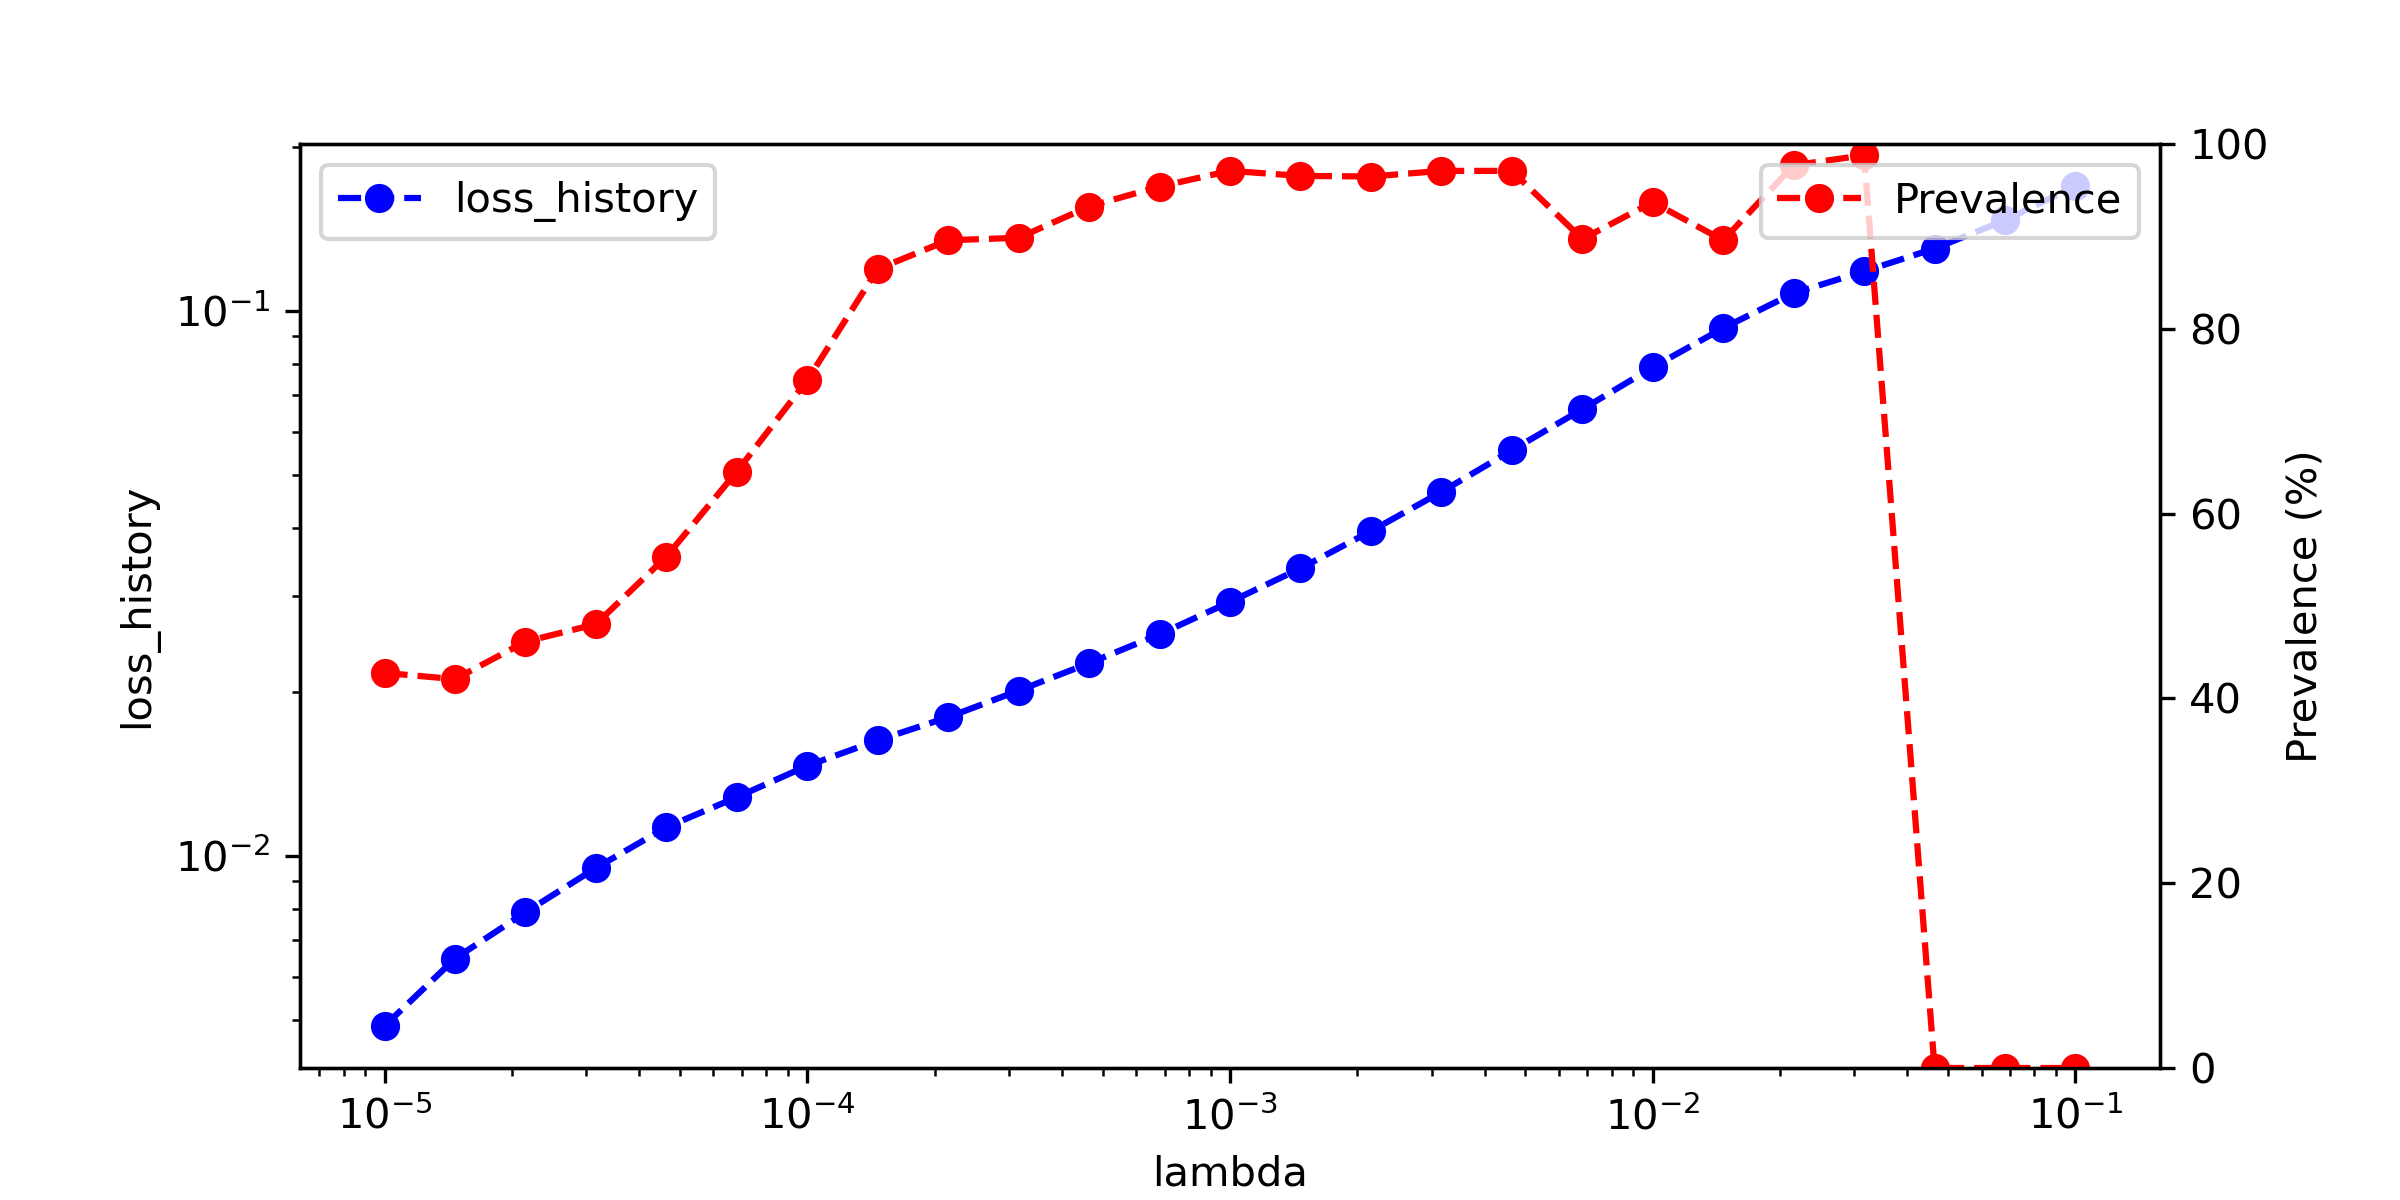 loss_history
Prevalence
10⁻¹
10⁻²
loss_history
100
80
60
40
20
0
Prevalence (%)
10⁻⁵ 10⁻⁴ 10⁻³ 10⁻² 10⁻¹
lambda